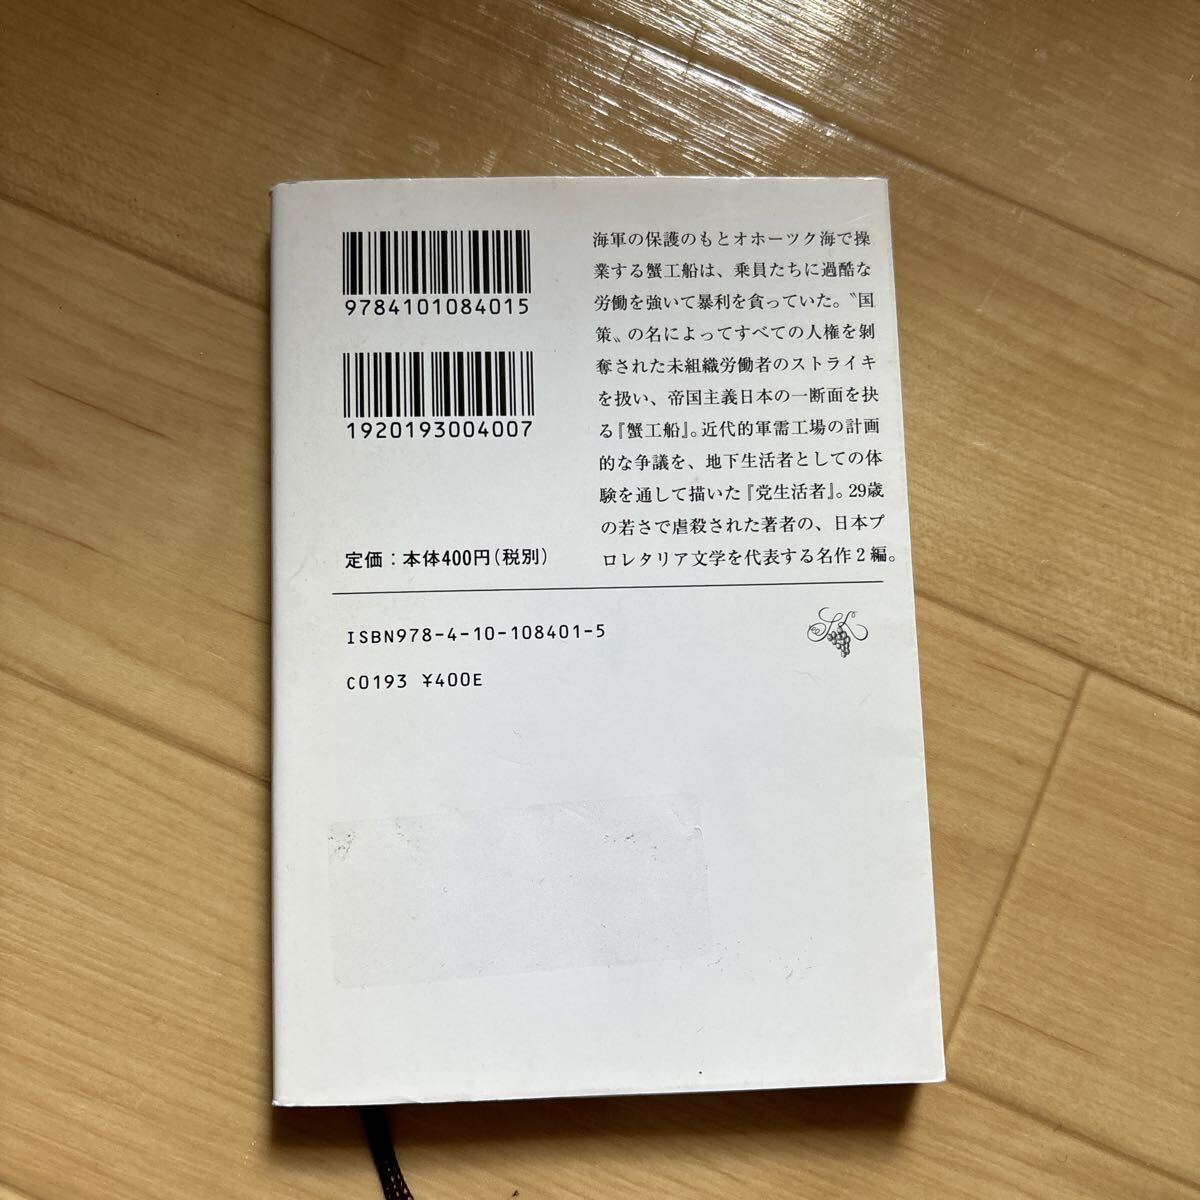 9784101084015
1920193004007
定価：本体400円（税別）
海軍の保護のもとオホーツク海で操
業する蟹工船は、乗員たちに過酷な
労働を強いて暴利を貪っていた。〝国
策〟の名によってすべての人権を剝
奪された未組織労働者のストライキ
を扱い、帝国主義日本の一断面を抉
る『蟹工船』。近代的軍需工場の計画
的な争議を、地下生活者としての体
験を通して描いた『党生活者』。29歳
の若さで虐殺された著者の、日本プ
ロレタリア文学を代表する名作2編。
ISBN978-4-10-108401-5
C0193 ¥400E